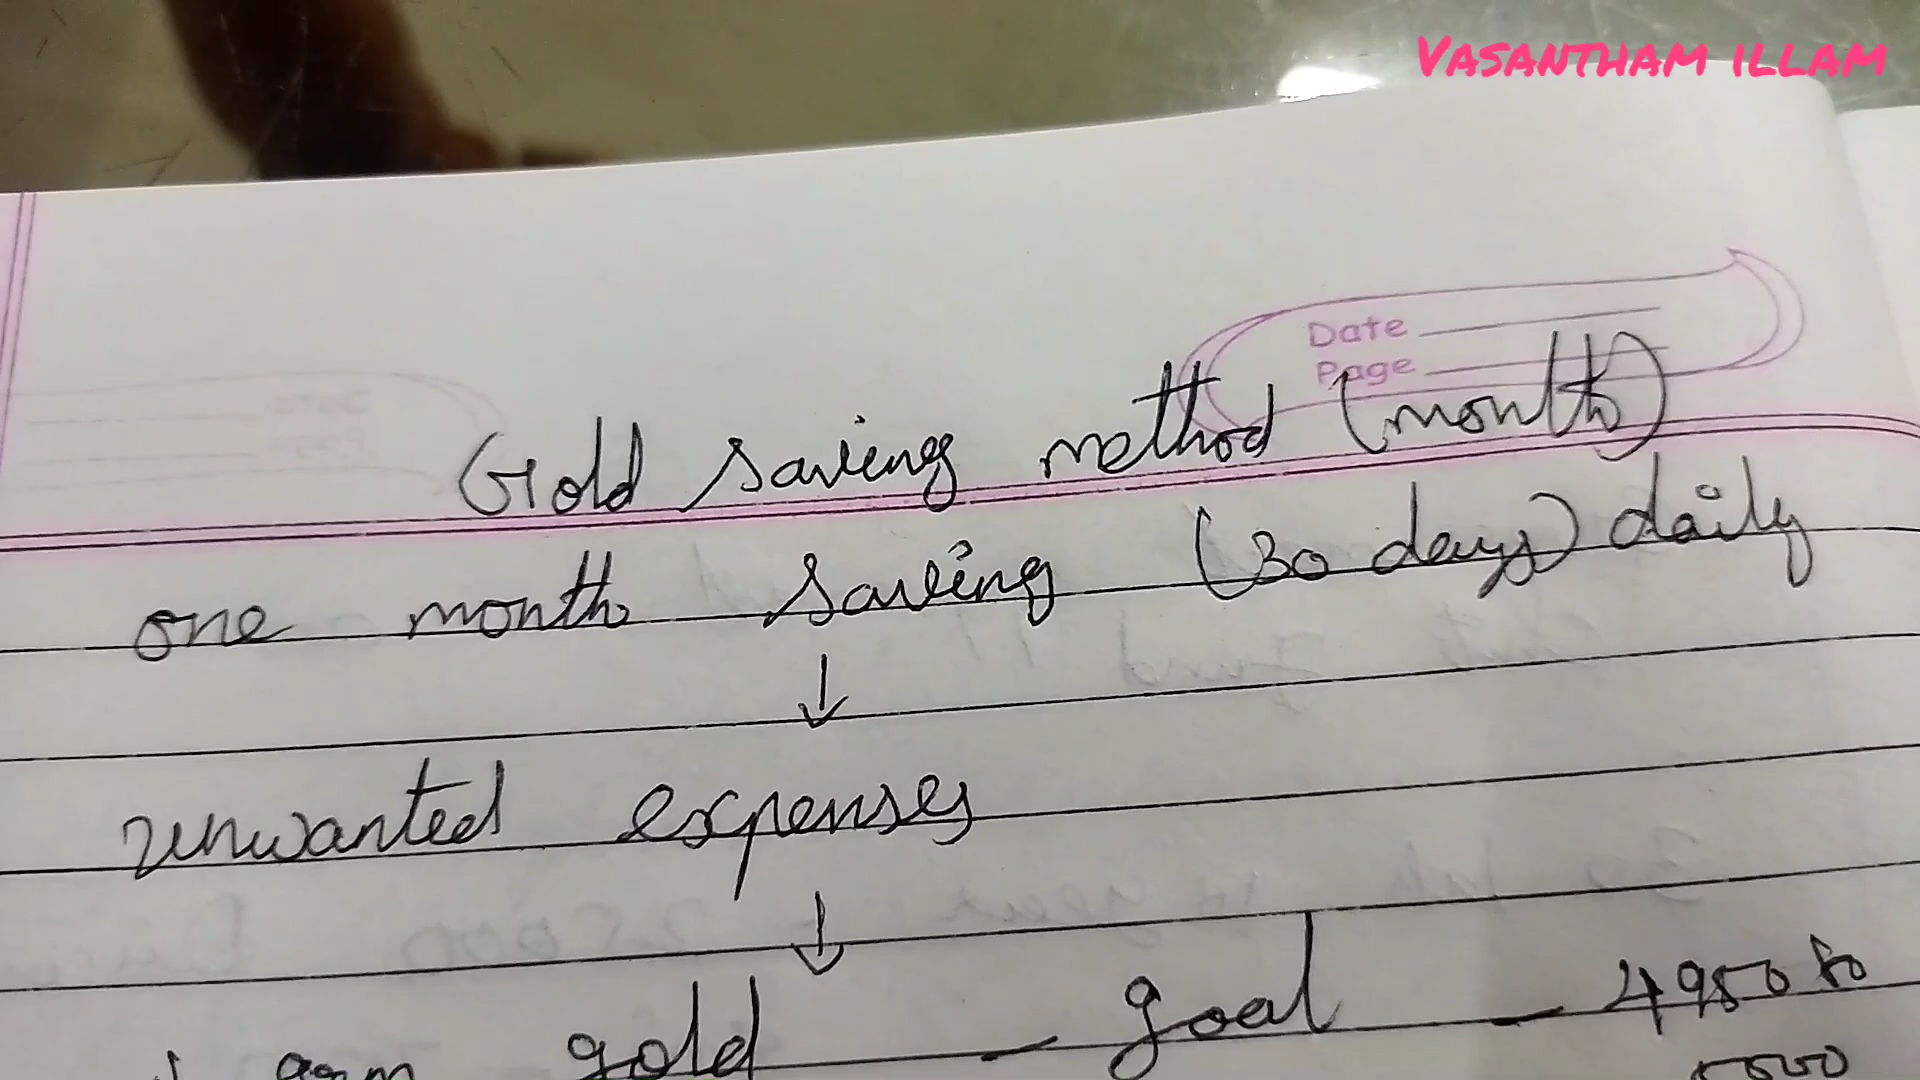 VASANTHAM ILLAM
Date
Page
Gold saving method (month)
one month saving (30 days) daily
↓
unwanted expenses
↓
gold - goal - 4950 to